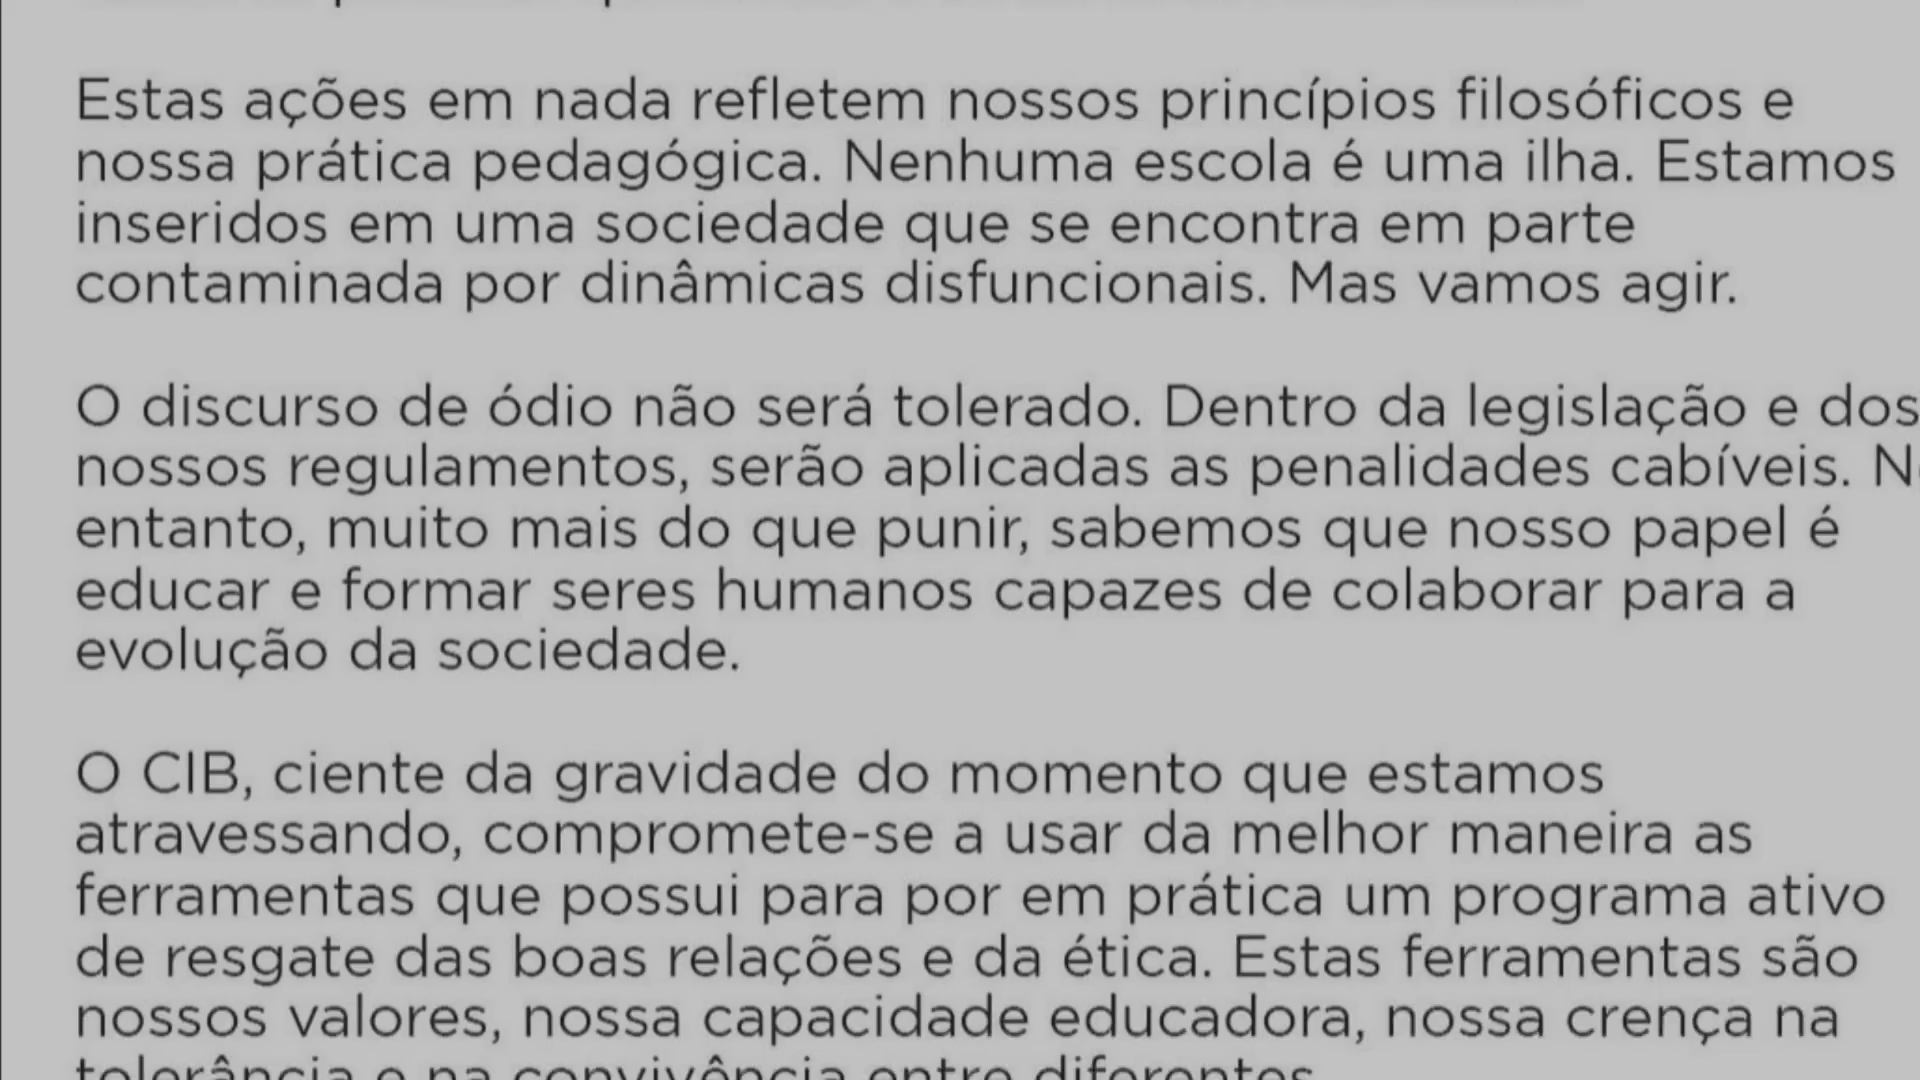 Estas ações em nada refletem nossos princípios filosóficos e
nossa prática pedagógica. Nenhuma escola é uma ilha. Estamos
inseridos em uma sociedade que se encontra em parte
contaminada por dinâmicas disfuncionais. Mas vamos agir.
O discurso de ódio não será tolerado. Dentro da legislação e dos
nossos regulamentos, serão aplicadas as penalidades cabíveis.
entanto, muito mais do que punir, sabemos que nosso papel é
educar e formar seres humanos capazes de colaborar para a
evolução da sociedade.
O CIB, ciente da gravidade do momento que estamos
atravessando, compromete-se a usar da melhor maneira as
ferramentas que possui para por em prática um programa ativo
de resgate das boas relações e da ética. Estas ferramentas são
nossos valores, nossa capacidade educadora, nossa crença na
tolerância e na convivência entre diferentes.